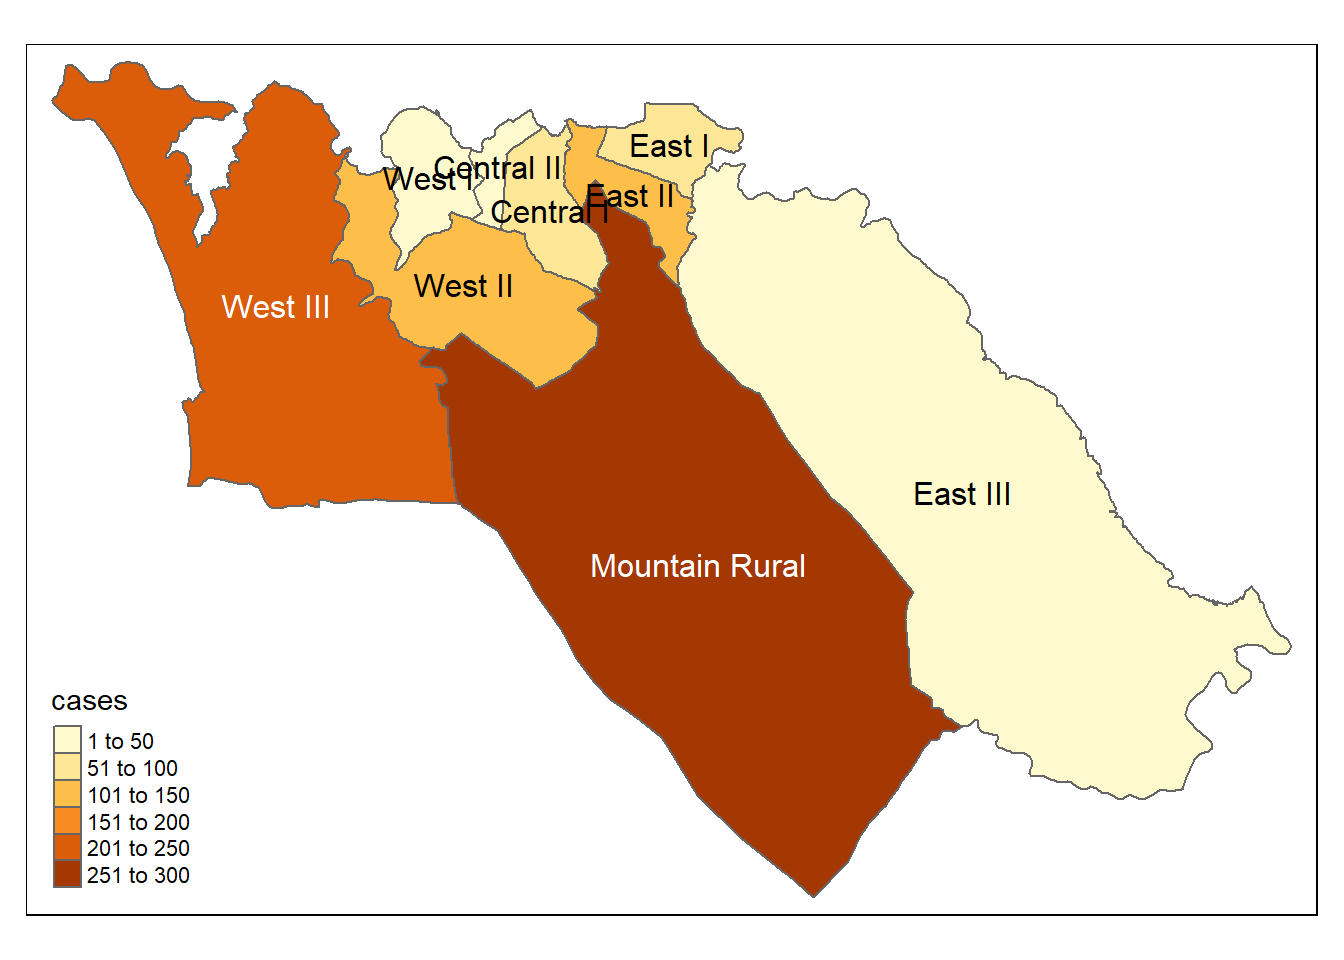 East I
Central II
West I
East II
Central I
West II
West III
East III
Mountain Rural
cases
1 to 50
51 to 100
101 to 150
151 to 200
201 to 250
251 to 300